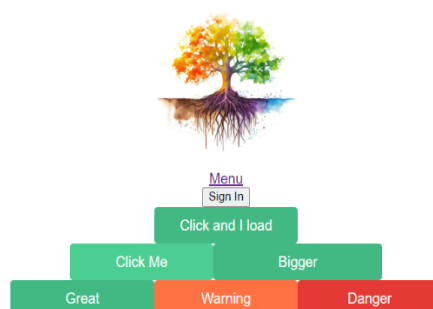 Menu
Sign In
Click and I load
Click Me Bigger
Great Warning Danger